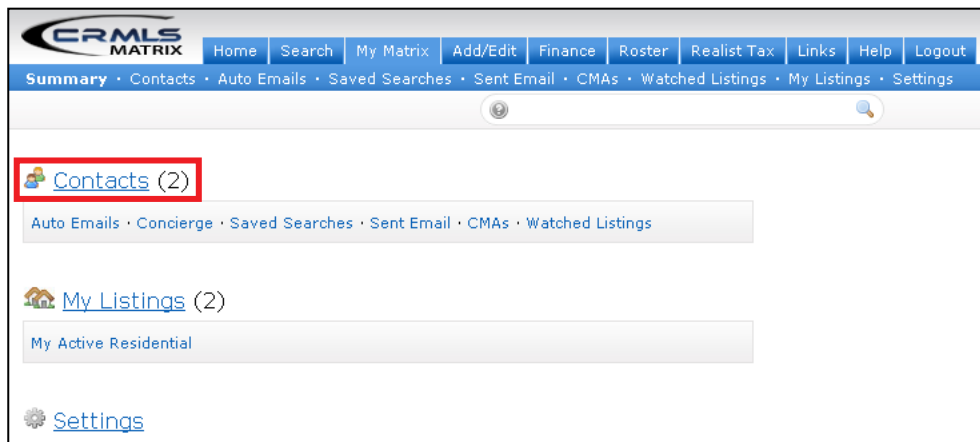 CRMLS
MATRIX
Home Search My Matrix Add/Edit Finance Roster Realist Tax Links Help Logout
Summary · Contacts · Auto Emails · Saved Searches · Sent Email · CMAs · Watched Listings · My Listings · Settings
Contacts (2)
Auto Emails · Concierge · Saved Searches · Sent Email · CMAs · Watched Listings
My Listings (2)
My Active Residential
Settings